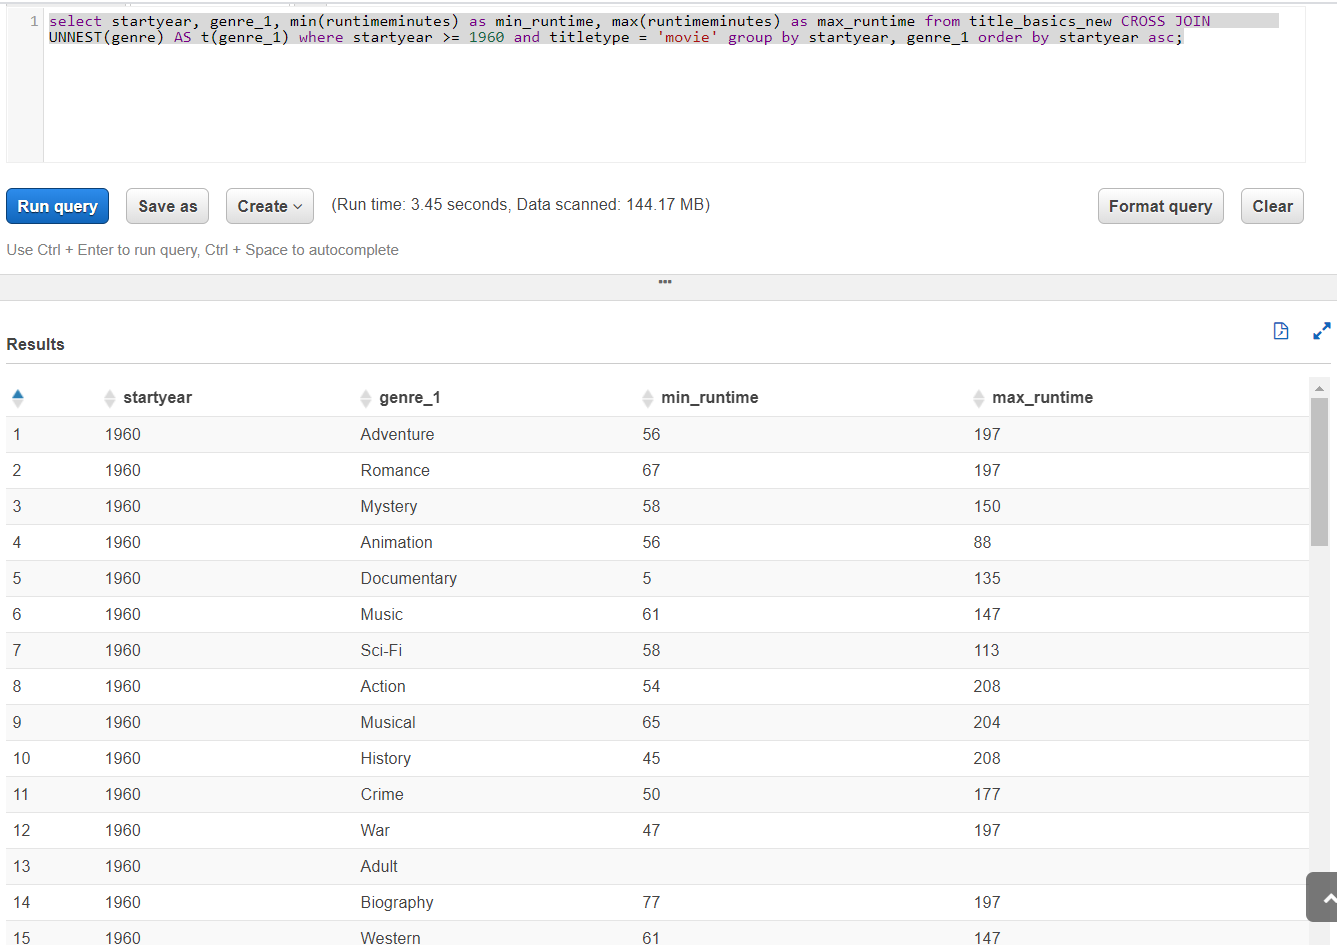 1 select startyear, genre_1, min(runtimeminutes) as min_runtime, max(runtimeminutes) as max_runtime from title_basics_new CROSS JOIN
UNNEST(genre) AS t(genre_1) where startyear >= 1960 and titletype = 'movie' group by startyear, genre_1 order by startyear asc;
Run query Save as Create (Run time: 3.45 seconds, Data scanned: 144.17 MB) Format query Clear
Use Ctrl + Enter to run query, Ctrl + Space to autocomplete
Results
startyear genre_1 min_runtime max_runtime
1 1960 Adventure 56 197
2 1960 Romance 67 197
3 1960 Mystery 58 150
4 1960 Animation 56 88
5 1960 Documentary 5 135
6 1960 Music 61 147
7 1960 Sci-Fi 58 113
8 1960 Action 54 208
9 1960 Musical 65 204
10 1960 History 45 208
11 1960 Crime 50 177
12 1960 War 47 197
13 1960 Adult
14 1960 Biography 77 197
15 1960 Western 61 147